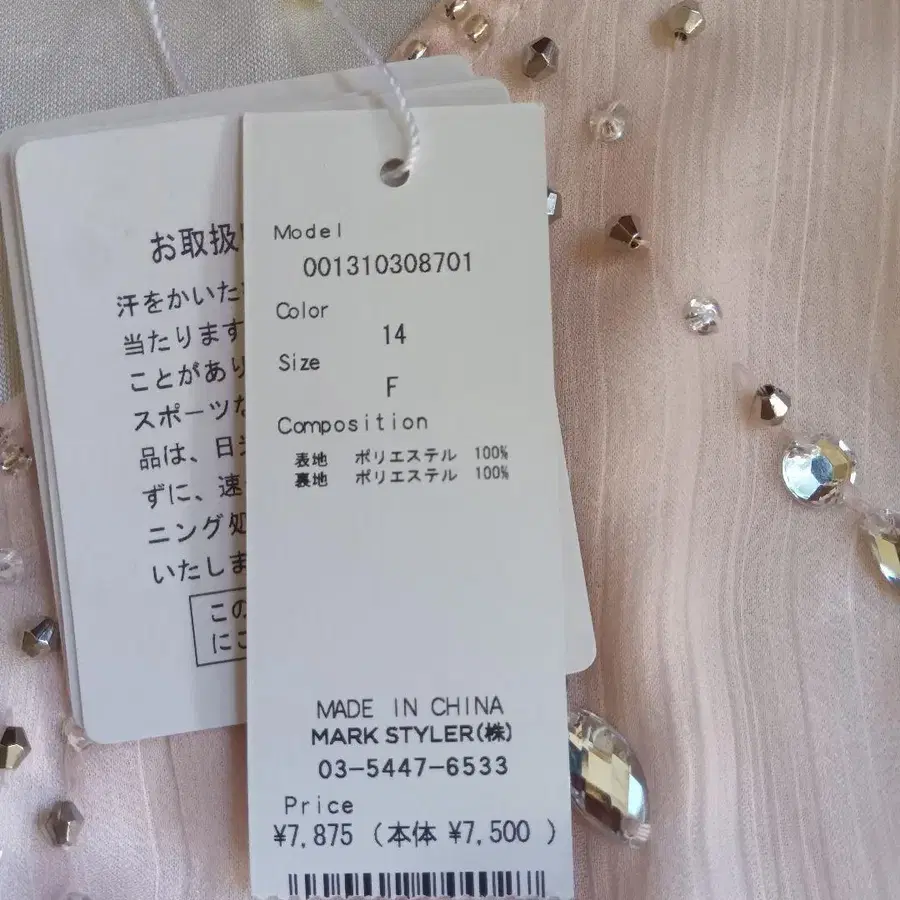 お取扱
汗をかいた
当たります
ことがあり
スポーツな
品は、日
ずに、速
ニング処
いたしま
この
にご
Model
001310308701
Color
14
Size
F
Composition
表地 ポリエステル 100%
裏地 ポリエステル 100%
MADE IN CHINA
MARK STYLER(株)
03-5447-6533
Price
¥7,875 (本体 ¥7,500 )